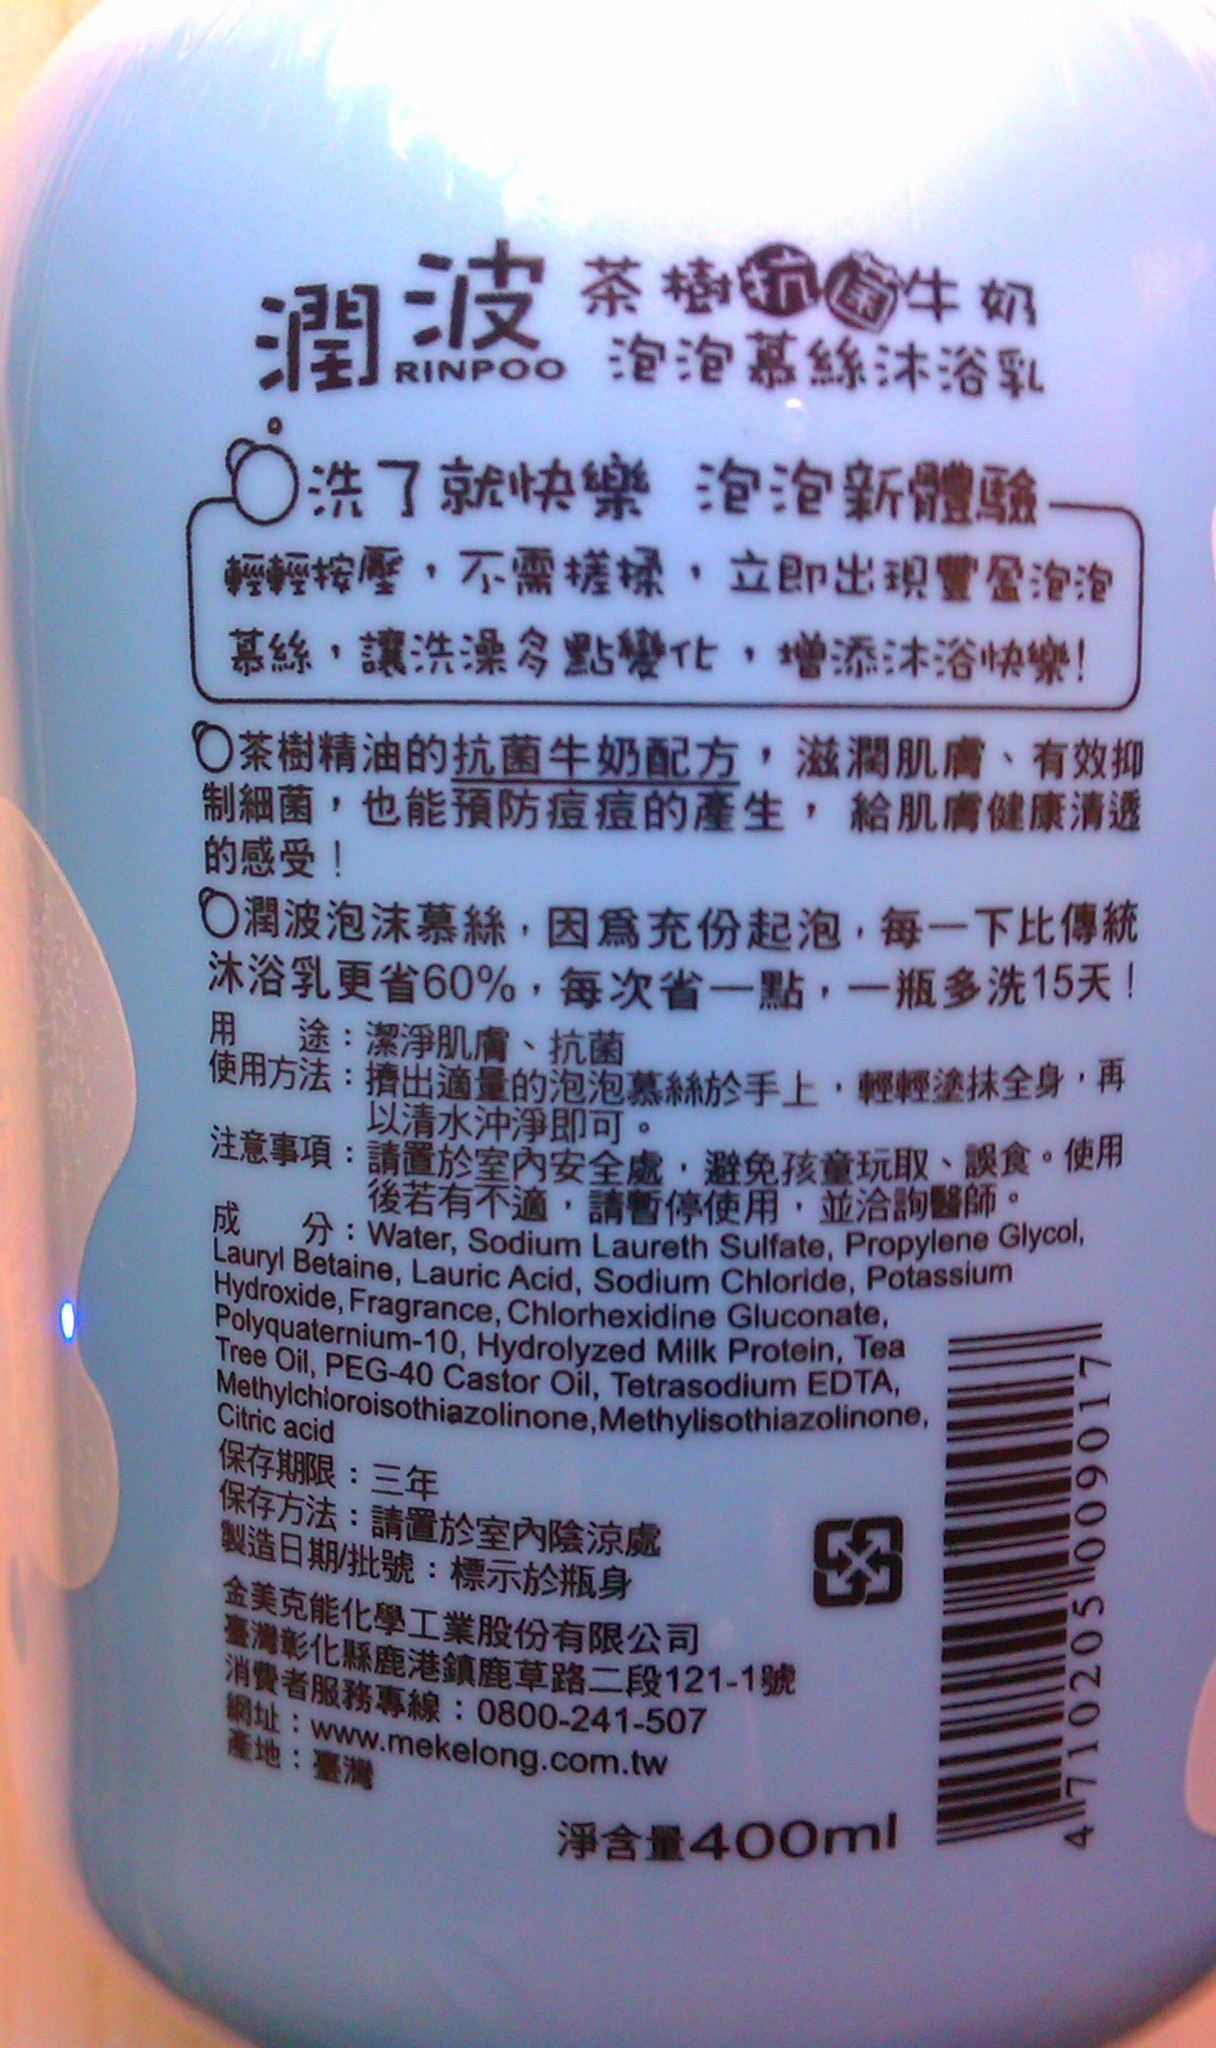 潤波 茶樹抗菌牛奶
RINPOO 泡泡慕絲沐浴乳
洗了就快樂 泡泡新體驗
輕輕按壓，不需搓揉，立即出現豐盈泡泡
慕絲，讓洗澡多點變化，增添沐浴快樂!
茶樹精油的抗菌牛奶配方，滋潤肌膚、有效抑
制細菌，也能預防痘痘的產生，給肌膚健康清透
的感受！
潤波泡沫慕絲，因為充份起泡，每一下比傳統
沐浴乳更省60%，每次省一點，一瓶多洗15天！
用 途：潔淨肌膚、抗菌
使用方法：擠出適量的泡泡慕絲於手上，輕輕塗抹全身，再
以清水沖淨即可。
注意事項：請置於室內安全處，避免孩童玩取、誤食。使用
後若有不適，請暫停使用，並洽詢醫師。
成 分：Water, Sodium Laureth Sulfate, Propylene Glycol,
Lauryl Betaine, Lauric Acid, Sodium Chloride, Potassium
Hydroxide, Fragrance, Chlorhexidine Gluconate,
Polyquaternium-10, Hydrolyzed Milk Protein, Tea
Tree Oil, PEG-40 Castor Oil, Tetrasodium EDTA,
Methylchloroisothiazolinone,Methylisothiazolinone,
Citric acid
保存期限：三年
保存方法：請置於室內陰涼處
製造日期/批號：標示於瓶身
金美克能化學工業股份有限公司
臺灣彰化縣鹿港鎮鹿草路二段121-1號
消費者服務專線：0800-241-507
網址：www.mekelong.com.tw
產地：臺灣
淨含量400ml
4710205009017